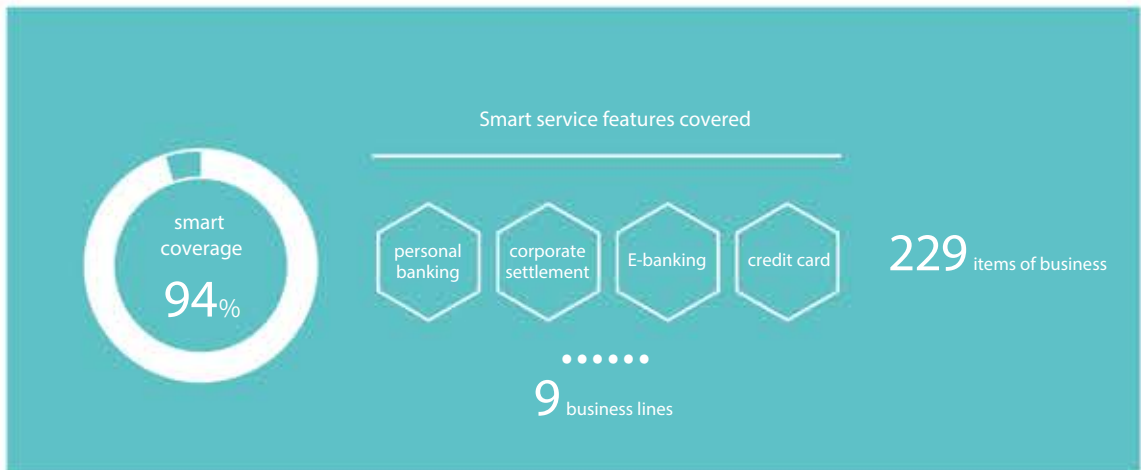 Smart service features covered
smart
coverage
94%
personal
banking
corporate
settlement
E-banking
credit card
229 items of business
9 business lines